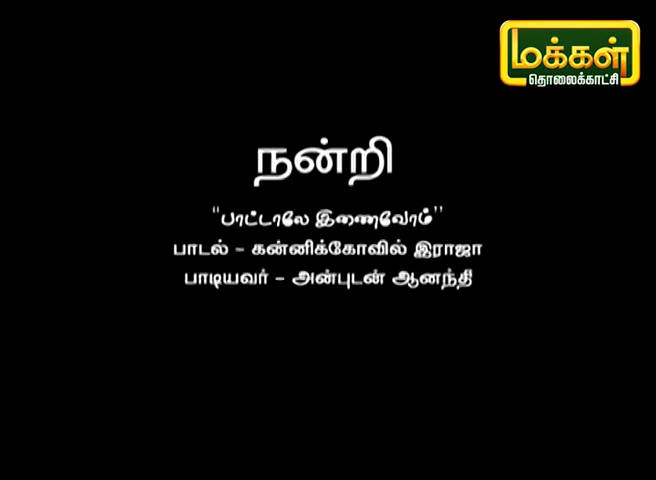 மக்கள்
தொலைக்காட்சி
நன்றி
"பாட்டாலே இணைவோம்"
பாடல் - கன்னிக்கோவில் இராஜா
பாடியவர் - அன்புடன் ஆனந்தி